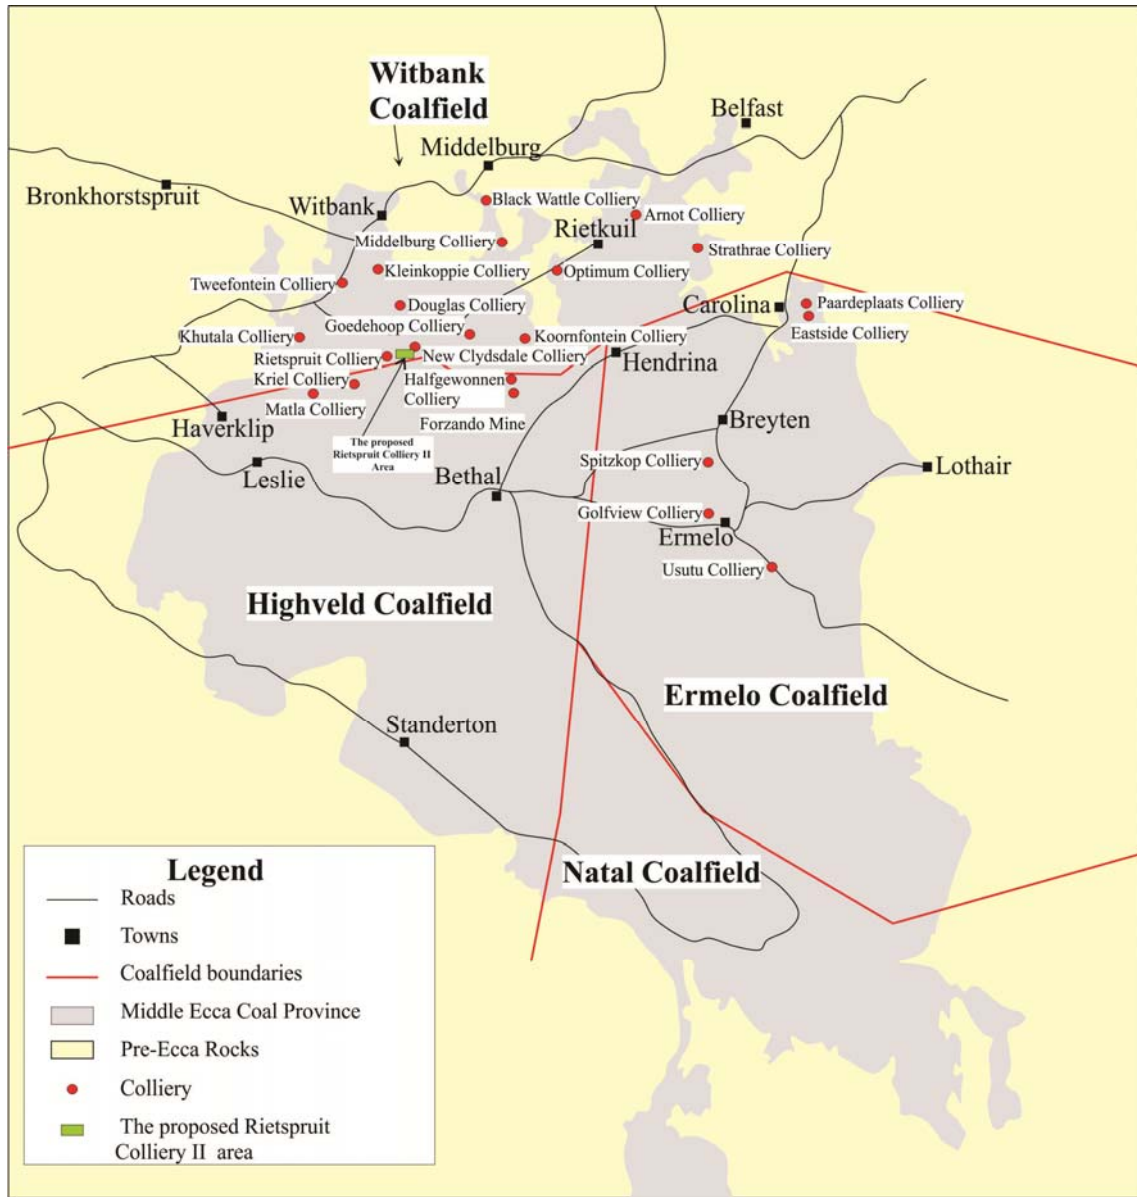 Witbank
Coalfield
Belfast
Middelburg
Bronkhorstspruit
Black Wattle Colliery
Witbank
Arnot Colliery
Rietkuil
Middelburg Colliery
Strathrae Colliery
Kleinkoppie Colliery
Optimum Colliery
Tweefontein Colliery
Douglas Colliery
Carolina
Paardeplaats Colliery
Goedehoop Colliery
Eastside Colliery
Khutala Colliery
Koornfontein Colliery
Rietspruit Colliery
New Clydsdale Colliery
Hendrina
Kriel Colliery
Halfgewonnen
Colliery
Matla Colliery
Haverklip
Forzando Mine
Breyten
The proposed
Rietspruit Colliery II
Area
Spitzkop Colliery
Lothair
Leslie
Bethal
Golfview Colliery
Ermelo
Usutu Colliery
Highveld Coalfield
Ermelo Coalfield
Standerton
Natal Coalfield
Legend
Roads
Towns
Coalfield boundaries
Middle Ecca Coal Province
Pre-Ecca Rocks
Colliery
The proposed Rietspruit
Colliery II area